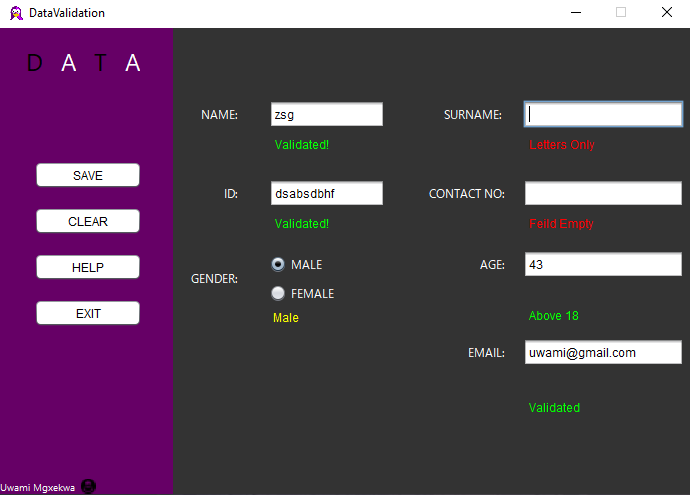 DataValidation
D A T A
NAME: zsg SURNAME:
Validated! Letters Only
SAVE
ID: dsabsdbhf CONTACT NO:
CLEAR
Validated! Feild Empty
HELP
GENDER: MALE AGE: 43
FEMALE
EXIT
Male Above 18
EMAIL: uwami@gmail.com
Validated
Uwami Mgxekwa